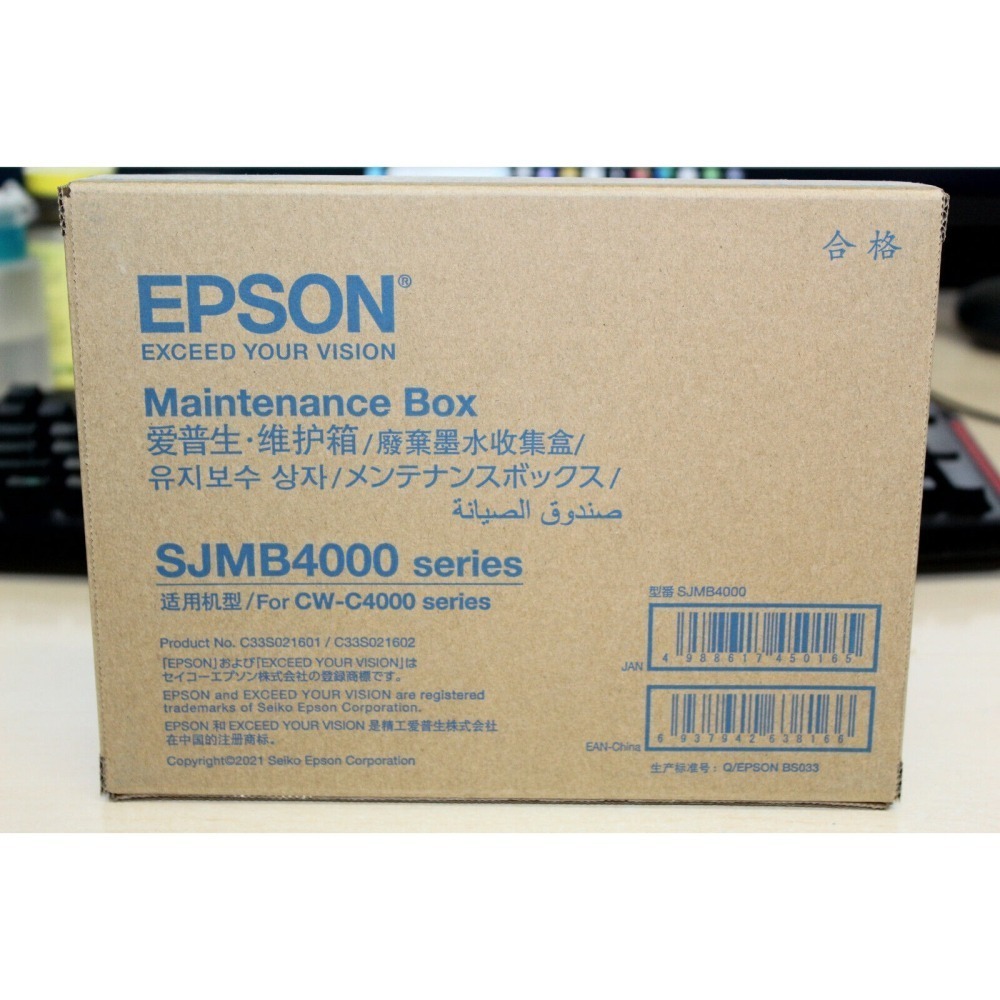 合格
EPSON®
EXCEED YOUR VISION
Maintenance Box
爱普生·维护箱/廢棄墨水收集盒/
유지보수 상자/メンテナンスボックス/
صندوق الصيانة
SJMB4000 series
适用机型/For CW-C4000 series
Product No. C33S021601 / C33S021602
「EPSON」および「EXCEED YOUR VISION」は
セイコーエプソン株式会社の登録商標です。
EPSON and EXCEED YOUR VISION are registered
trademarks of Seiko Epson Corporation.
EPSON 和 EXCEED YOUR VISION 是精工爱普生株式会社
在中国的注册商标。
Copyright©2021 Seiko Epson Corporation
型番 SJMB4000
JAN 4 988617 450165
EAN-China 6 937942 638166
生产标准号：Q/EPSON BS033